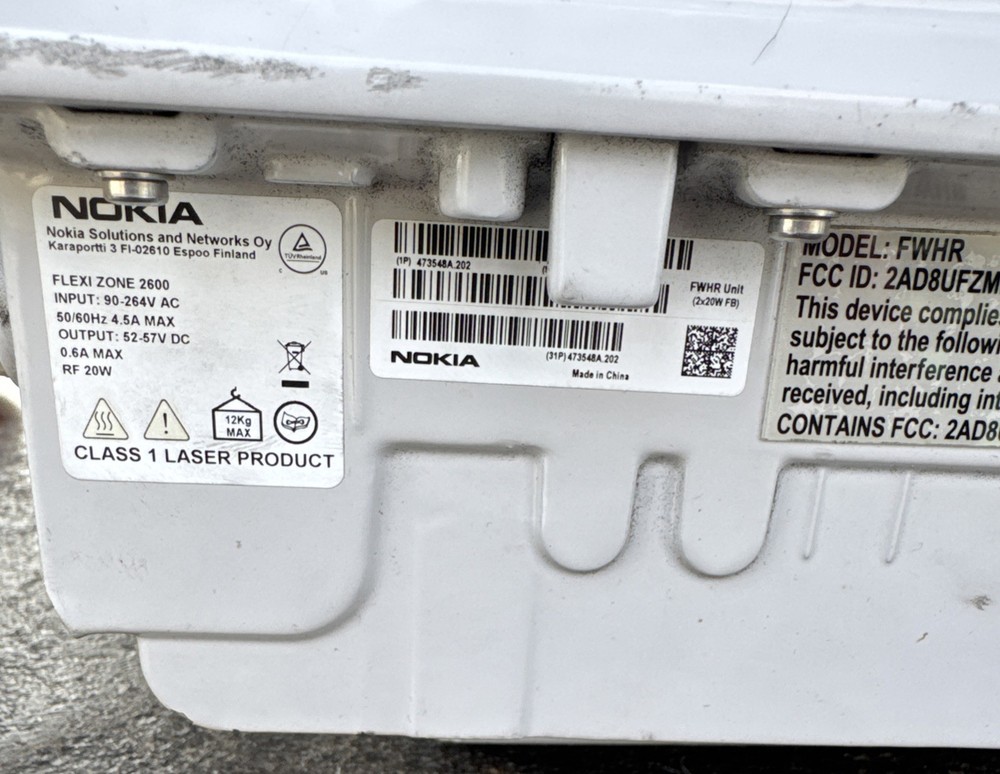 NOKIA
Nokia Solutions and Networks Oy
Karaportti 3 FI-02610 Espoo Finland
TÜVRheinland
C US
FLEXI ZONE 2600
INPUT: 90-264V AC
50/60Hz 4.5A MAX
OUTPUT: 52-57V DC
0.6A MAX
RF 20W
12Kg
MAX
CLASS 1 LASER PRODUCT
(1P) 473548A.202
FWHR Unit
(2x20W FB)
NOKIA
(31P) 473548A.202
Made in China
MODEL: FWHR
FCC ID: 2AD8UFZM
This device complie
subject to the followi
harmful interference
received, including int
CONTAINS FCC: 2AD8